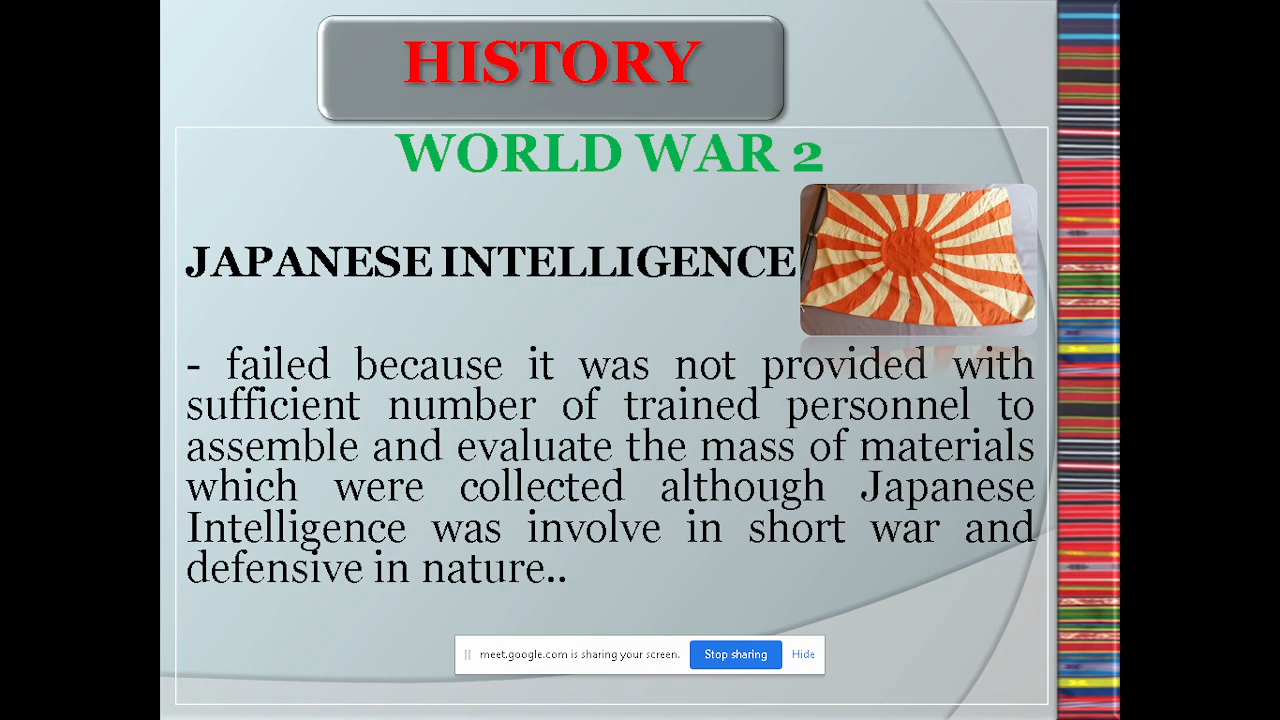 HISTORY
WORLD WAR 2
JAPANESE INTELLIGENCE
- failed because it was not provided with
sufficient number of trained personnel to
assemble and evaluate the mass of materials
which were collected although Japanese
Intelligence was involve in short war and
defensive in nature..
meet.google.com is sharing your screen. Stop sharing Hide